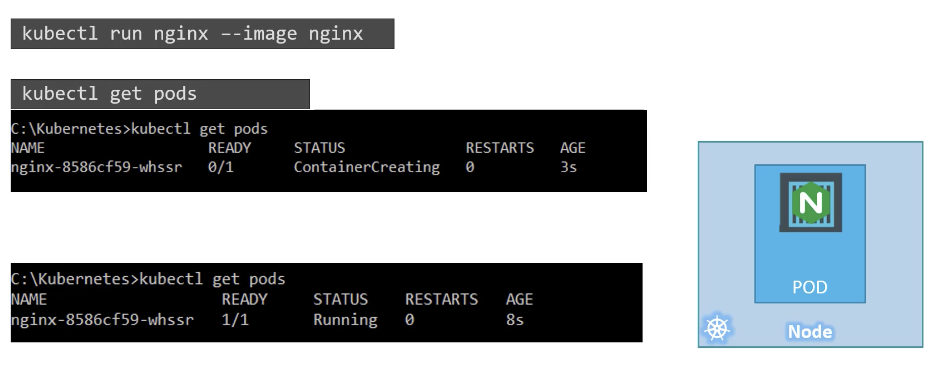 kubectl run nginx –-image nginx
kubectl get pods
C:\Kubernetes>kubectl get pods
NAME READY STATUS RESTARTS AGE
nginx-8586cf59-whssr 0/1 ContainerCreating 0 3s
C:\Kubernetes>kubectl get pods
NAME READY STATUS RESTARTS AGE
nginx-8586cf59-whssr 1/1 Running 0 8s
N
POD
Node